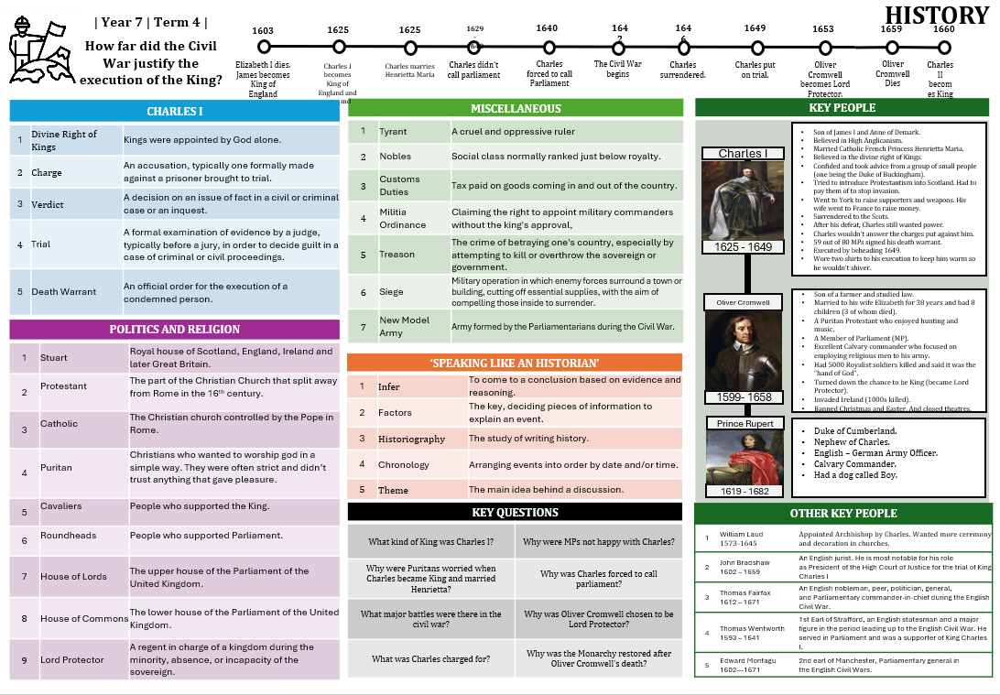 HISTORY
| Year 7 | Term 4 |
How far did the Civil
War justify the
execution of the King?
1603
Elizabeth I dies.
James becomes
King of
England
1625
Charles I
becomes
King of
England and
1625
Charles marries
Henrietta Maria
1629
-
Charles didn't
call parliament
1640
Charles
forced to call
Parliament
164
2
The Civil War
begins
164
6
Charles
surrendered.
1649
Charles put
on trial.
1653
Oliver
Cromwell
becomes Lord
Protector.
1659
Oliver
Cromwell
Dies
1660
Charles
II
becom
es King
CHARLES I
1 Divine Right of
Kings
Kings were appointed by God alone.
2 Charge
An accusation, typically one formally made
against a prisoner brought to trial.
3 Verdict
A decision on an issue of fact in a civil or criminal
case or an inquest.
4 Trial
A formal examination of evidence by a judge,
typically before a jury, in order to decide guilt in a
case of criminal or civil proceedings.
5 Death Warrant
An official order for the execution of a
condemned person.
POLITICS AND RELIGION
1 Stuart
Royal house of Scotland, England, Ireland and
later Great Britain.
2 Protestant
The part of the Christian Church that split away
from Rome in the 16th century.
3 Catholic
The Christian church controlled by the Pope in
Rome.
4 Puritan
Christians who wanted to worship god in a
simple way. They were often strict and didn't
trust anything that gave pleasure.
5 Cavaliers
People who supported the King.
6 Roundheads
People who supported Parliament.
7 House of Lords
The upper house of the Parliament of the
United Kingdom.
8 House of Commons
The lower house of the Parliament of the United
Kingdom.
9 Lord Protector
A regent in charge of a kingdom during the
minority, absence, or incapacity of the
sovereign.
MISCELLANEOUS
1 Tyrant
A cruel and oppressive ruler
2 Nobles
Social class normally ranked just below royalty.
3 Customs
Duties
Tax paid on goods coming in and out of the country.
4 Militia
Ordinance
Claiming the right to appoint military commanders
without the king's approval,
5 Treason
The crime of betraying one's country, especially by
attempting to kill or overthrow the sovereign or
government.
6 Siege
Military operation in which enemy forces surround a town or
building, cutting off essential supplies, with the aim of
compelling those inside to surrender.
7 New Model
Army
Army formed by the Parliamentarians during the Civil War.
'SPEAKING LIKE AN HISTORIAN'
1 Infer
To come to a conclusion based on evidence and
reasoning.
2 Factors
The key, deciding pieces of information to
explain an event.
3 Historiography
The study of writing history.
4 Chronology
Arranging events into order by date and/or time.
5 Theme
The main idea behind a discussion.
KEY QUESTIONS
What kind of King was Charles I?
Why were MPs not happy with Charles?
Why were Puritans worried when
Charles became King and married
Henrietta?
Why was Charles forced to call
parliament?
What major battles were there in the
civil war?
Why was Oliver Cromwell chosen to be
Lord Protector?
What was Charles charged for?
Why was the Monarchy restored after
Oliver Cromwell's death?
KEY PEOPLE
Charles I
1625 - 1649
• Son of James I and Anne of Demark.
• Believed in High Anglicanism.
• Married Catholic French Princess Henrietta Maria.
• Believed in the divine right of Kings.
• Confided and took advice from a group of small people
(one being the Duke of Buckingham).
• Tried to introduce Protestantism into Scotland. Had to
pay them of to stop invasion.
• Went to York to raise supporters and weapons. His
wife went to France to raise money.
• Surrendered to the Scots.
• After his defeat, Charles still wanted power.
• Charles wouldn't answer the charges put against him.
• 59 out of 80 MPs signed his death warrant.
• Executed by beheading 1649.
• Wore two shirts to his execution to keep him warm so
he wouldn't shiver.
Oliver Cromwell
1599- 1658
• Son of a farmer and studied law.
• Married to his wife Elizabeth for 38 years and had 8
children (3 of whom died).
• A Puritan Protestant who enjoyed hunting and
music.
• A Member of Parliament (MP).
• Excellent Calvary commander who focused on
employing religious men to his army.
• Had 5000 Royalist soldiers killed and said it was the
"hand of God".
• Turned down the chance to King (became Lord
Protector).
• Invaded Ireland (1000s killed).
• Banned Christmas and Easter. And closed theatres.
Prince Rupert
1619 - 1682
• Duke of Cumberland.
• Nephew of Charles.
• English – German Army Officer.
• Calvary Commander.
• Had a dog called Boy.
OTHER KEY PEOPLE
1 William Laud
1573-1645
Appointed Archbishop by Charles. Wanted more ceremony
and decoration in churches.
2 John Bradshaw
1602 – 1659
An English jurist. He is most notable for his role
as President of the High Court of Justice for the trial of King
Charles I
3 Thomas Fairfax
1612 – 1671
An English nobleman, peer, politician, general,
and Parliamentary commander-in-chief during the English
Civil War.
4 Thomas Wentworth
1593 – 1641
1st Earl of Strafford, an English statesman and a major
figure in the period leading up to the English Civil War. He
served in Parliament and was a supporter of King Charles
I.
5 Edward Montagu
1602—1671
2nd earl of Manchester, Parliamentary general in
the English Civil Wars.